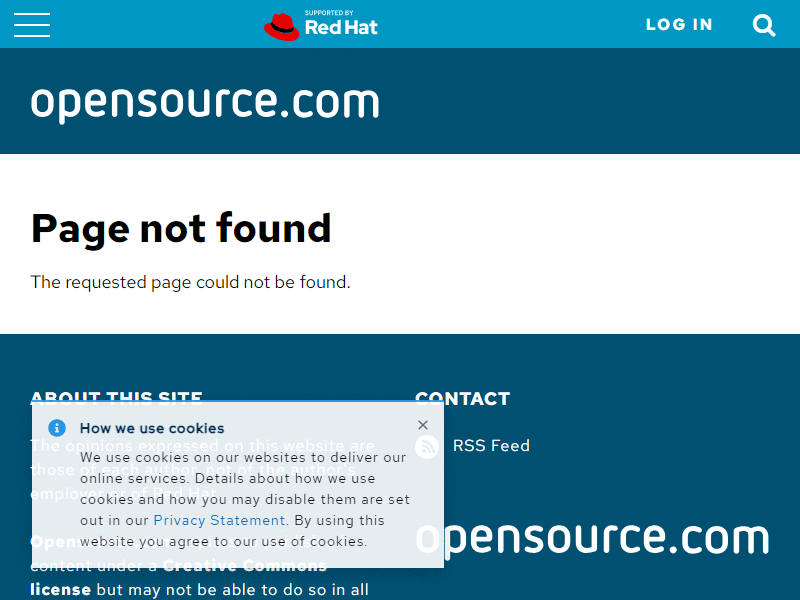 SUPPORTED BY
Red Hat
LOG IN
opensource.com
Page not found
The requested page could not be found.
ABOUT THIS SITE
The opinions expressed on this website are
those of each author, not of the author's
employer or of Red Hat.
content under a Creative Commons
license but may not be able to do so in all
How we use cookies
We use cookies on our websites to deliver our
online services. Details about how we use
cookies and how you may disable them are set
out in our Privacy Statement. By using this
website you agree to our use of cookies.
CONTACT
RSS Feed
opensource.com